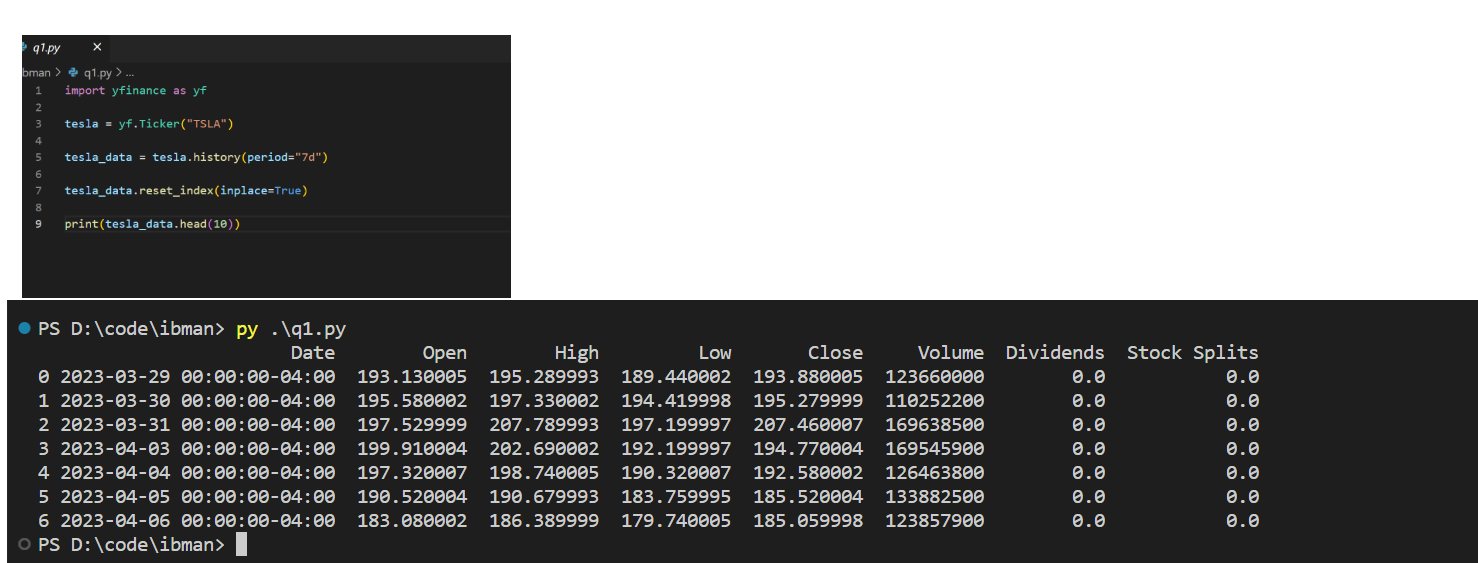 q1.py ×
bman > q1.py > ...
1 import yfinance as yf
2
3 tesla = yf.Ticker("TSLA")
4
5 tesla_data = tesla.history(period="7d")
6
7 tesla_data.reset_index(inplace=True)
8
9 print(tesla_data.head(10))
PS D:\code\ibman> py .\q1.py
Date Open High Low Close Volume Dividends Stock Splits
0 2023-03-29 00:00:00-04:00 193.130005 195.289993 189.440002 193.880005 123660000 0.0 0.0
1 2023-03-30 00:00:00-04:00 195.580002 197.330002 194.419998 195.279999 110252200 0.0 0.0
2 2023-03-31 00:00:00-04:00 197.529999 207.789993 197.199997 207.460007 169638500 0.0 0.0
3 2023-04-03 00:00:00-04:00 199.910004 202.690002 192.199997 194.770004 169545900 0.0 0.0
4 2023-04-04 00:00:00-04:00 197.320007 198.740005 190.320007 192.580002 126463800 0.0 0.0
5 2023-04-05 00:00:00-04:00 190.520004 190.679993 183.759995 185.520004 133882500 0.0 0.0
6 2023-04-06 00:00:00-04:00 183.080002 186.389999 179.740005 185.059998 123857900 0.0 0.0
PS D:\code\ibman>